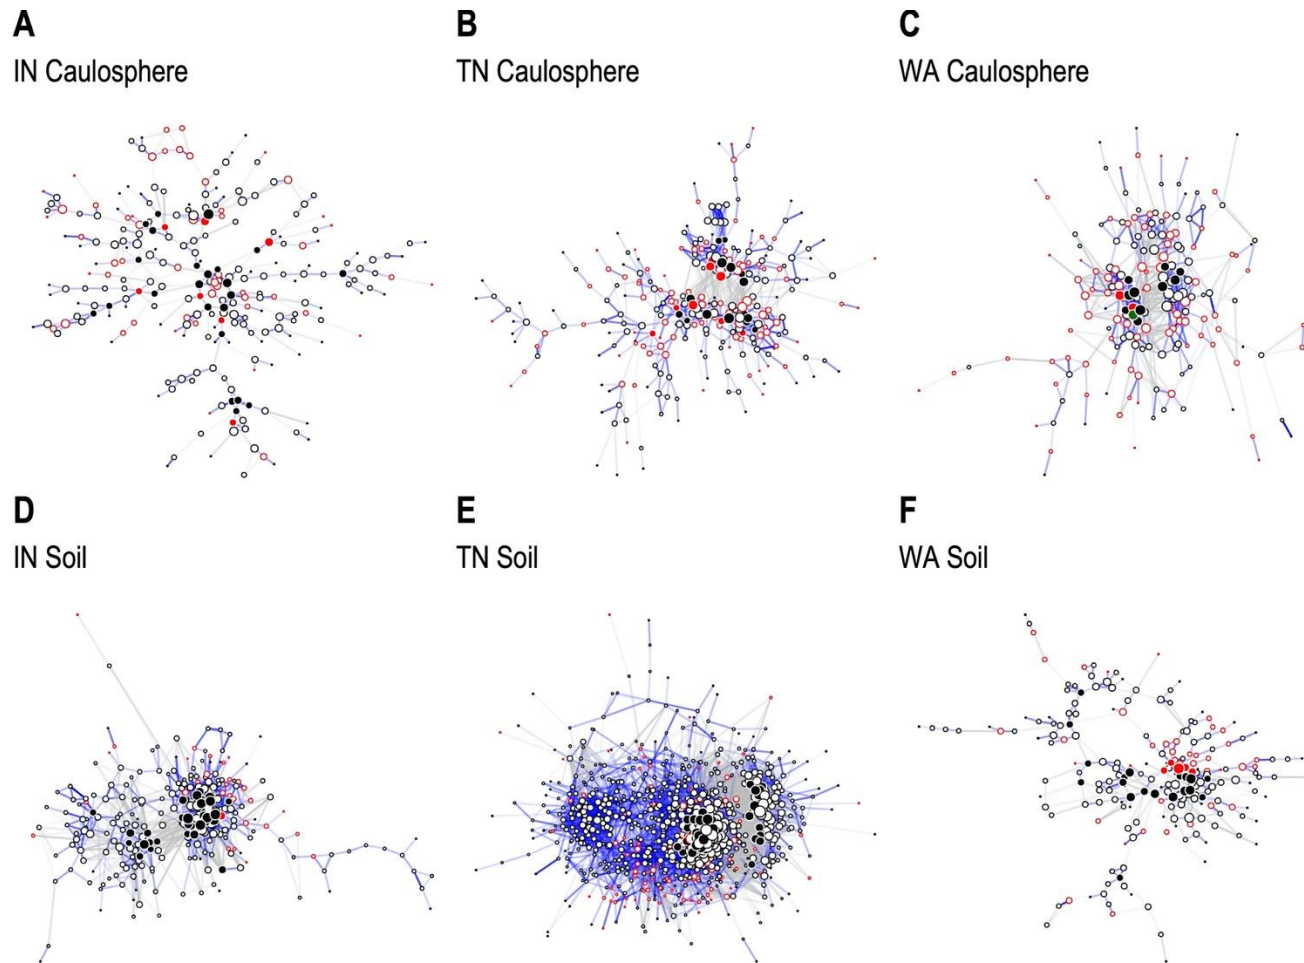 A
IN Caulosphere
B
TN Caulosphere
C
WA Caulosphere
D
IN Soil
E
TN Soil
F
WA Soil